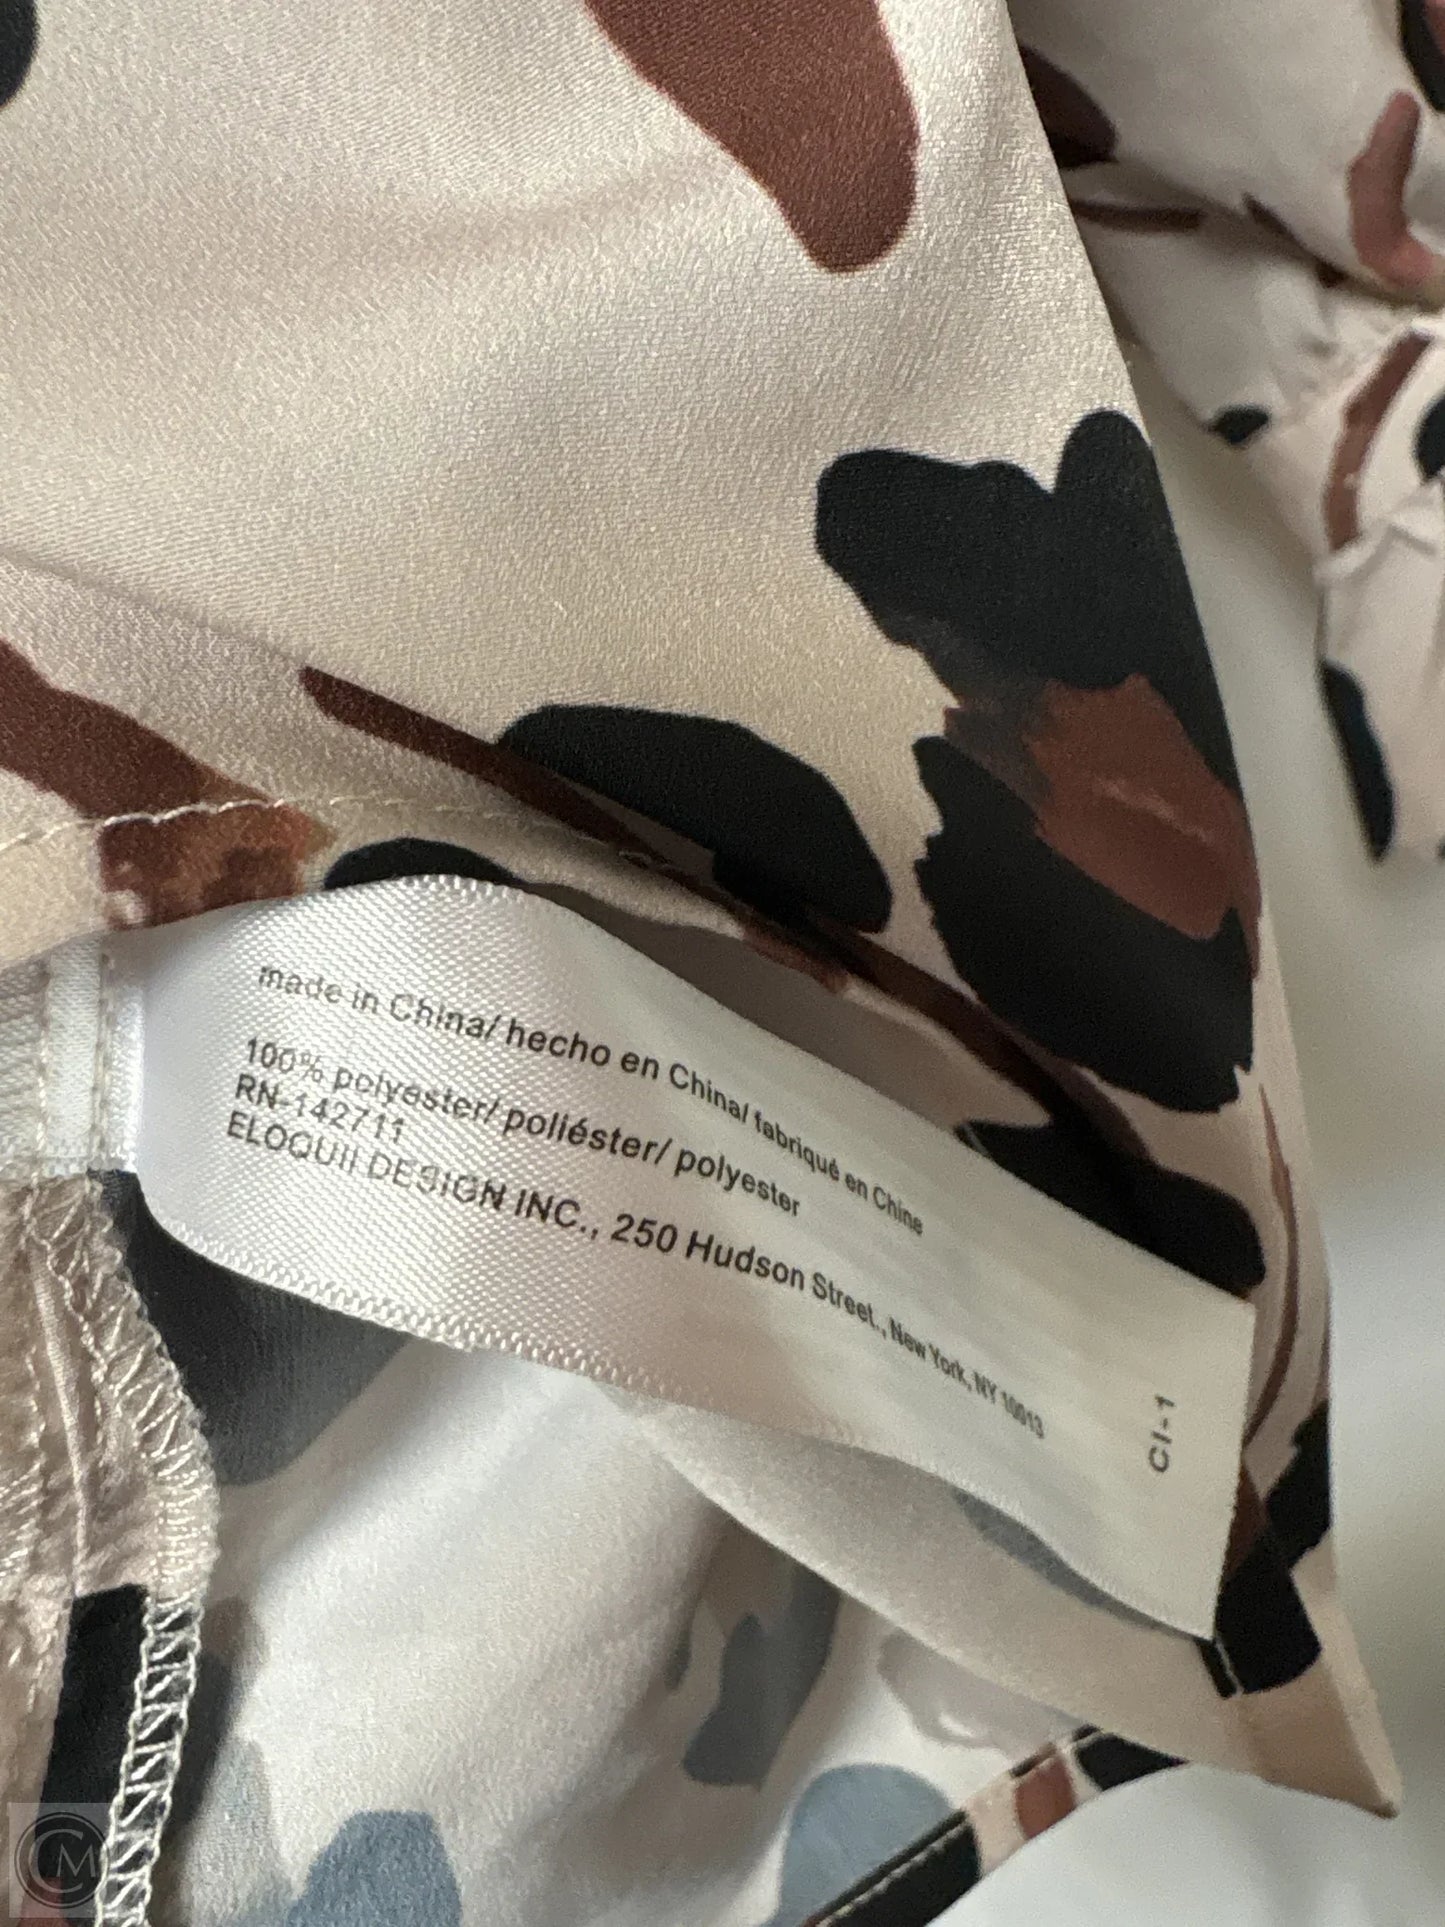 made in China/ hecho en China/ fabriqué en Chine
100% polyester/ poliéster/ polyester
RN-142711
ELOQUII DESIGN INC., 250 Hudson Street., New York, NY 10013
CI-1
CM